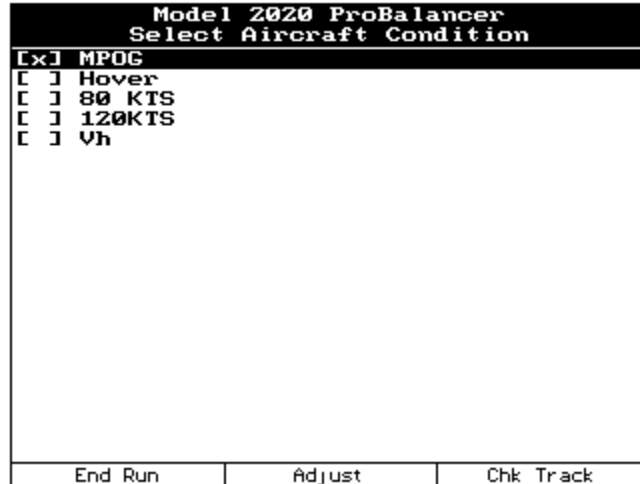 Model 2020 ProBalancer
Select Aircraft Condition
[x] MPOG
[ ] Hover
[ ] 80 KTS
[ ] 120KTS
[ ] Vh
End Run Adjust Chk Track